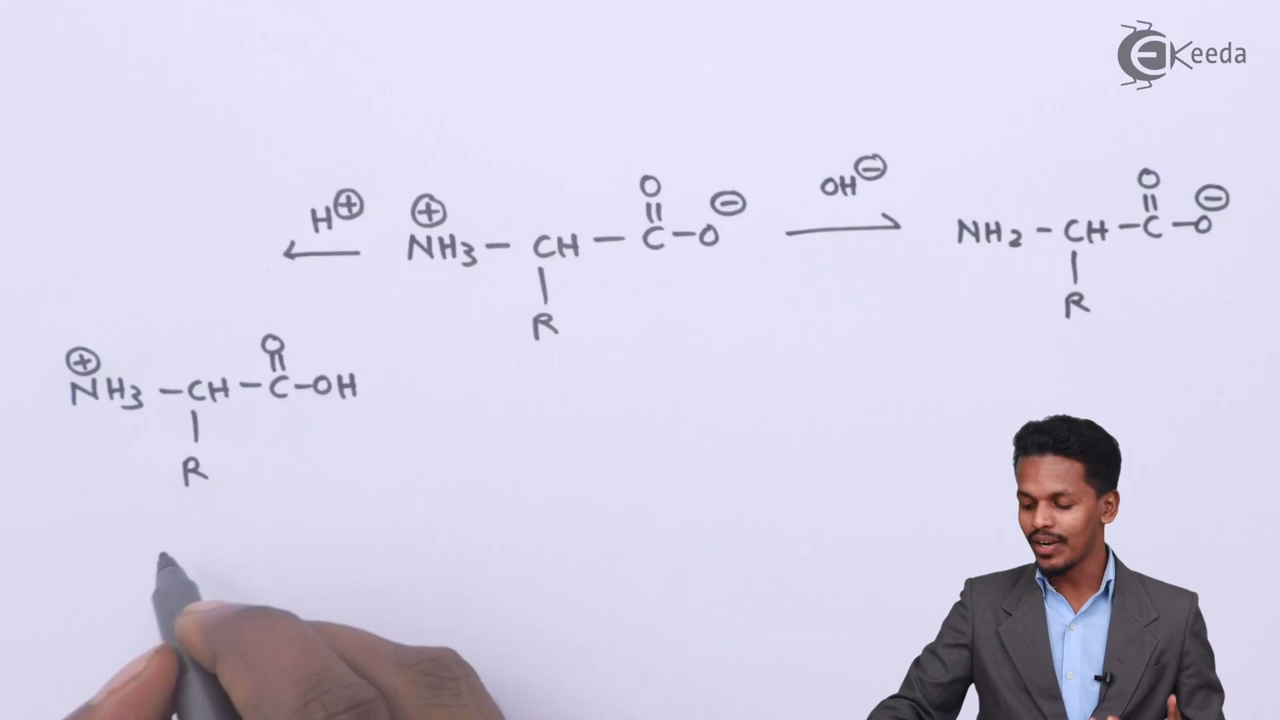 Ekeeda
H⊕
⊕
NH3 – CH – C – O ⊖
O
||
|
R
OH⊖
NH2 – CH – C – O ⊖
O
||
|
R
⊕
NH3 – CH – C – OH
O
||
|
R